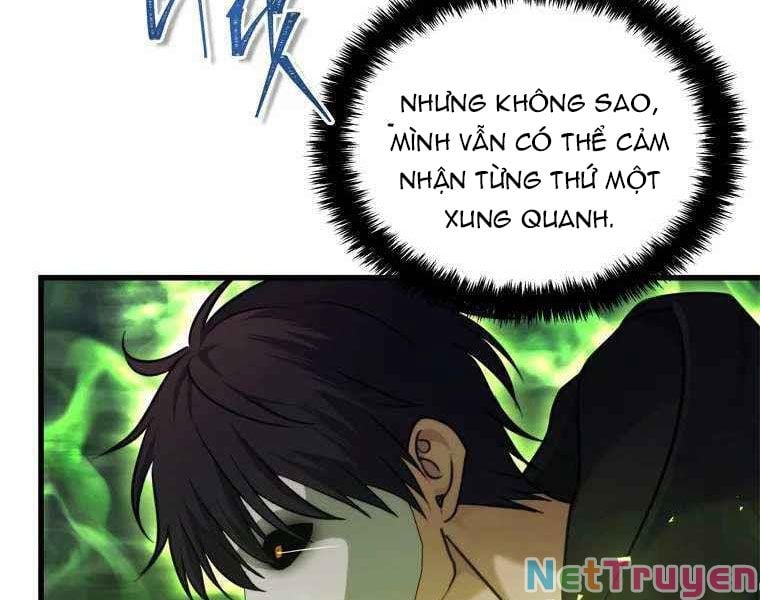 NHƯNG KHÔNG SAO,
MÌNH VẪN CÓ THỂ CẢM
NHẬN TỪNG THỨ MỘT
XUNG QUANH.
NetTruyen